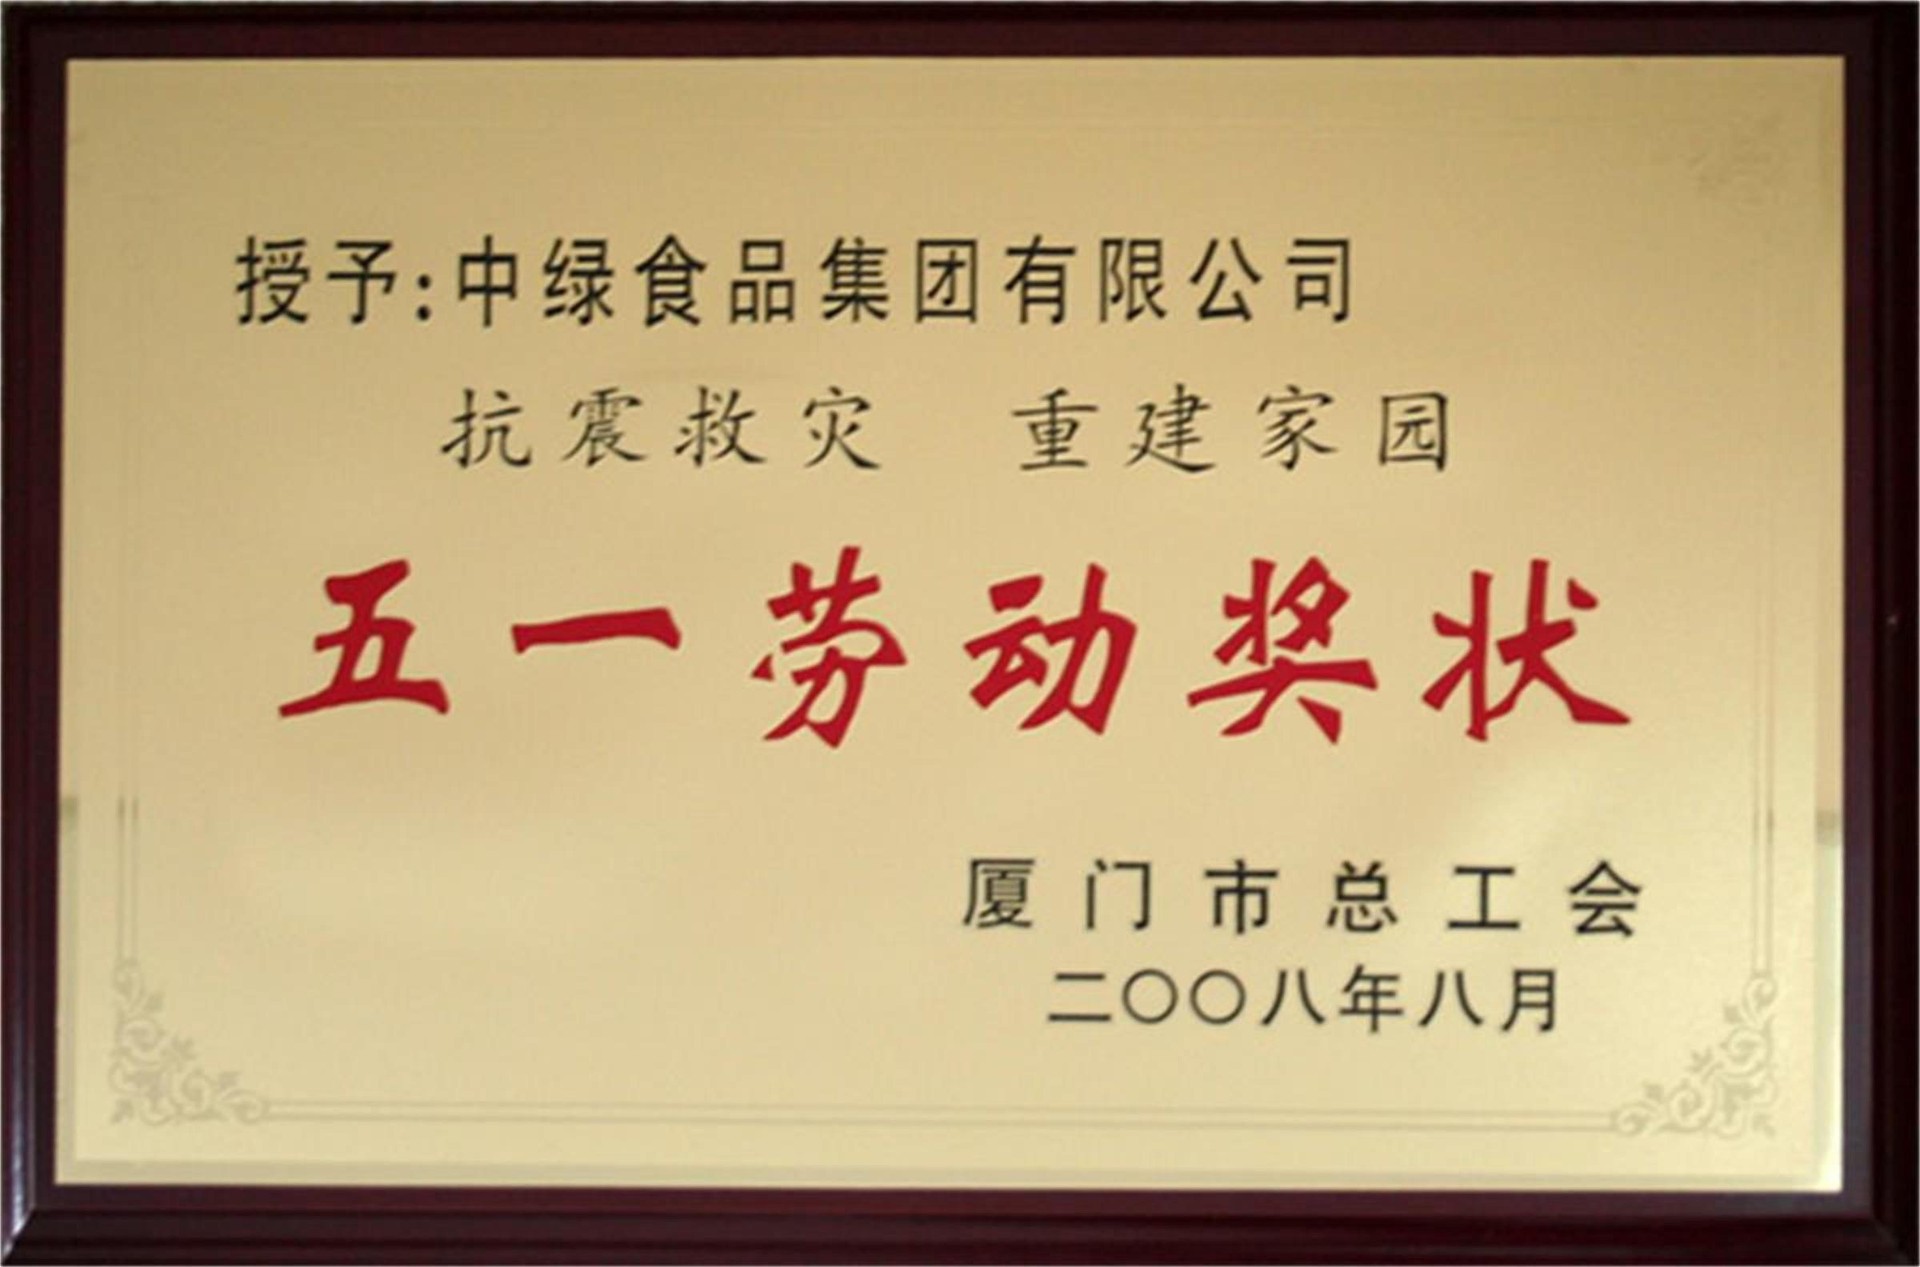 授予:中绿食品集团有限公司
抗震救灾 重建家园
五一劳动奖状
厦门市总工会
二〇〇八年八月